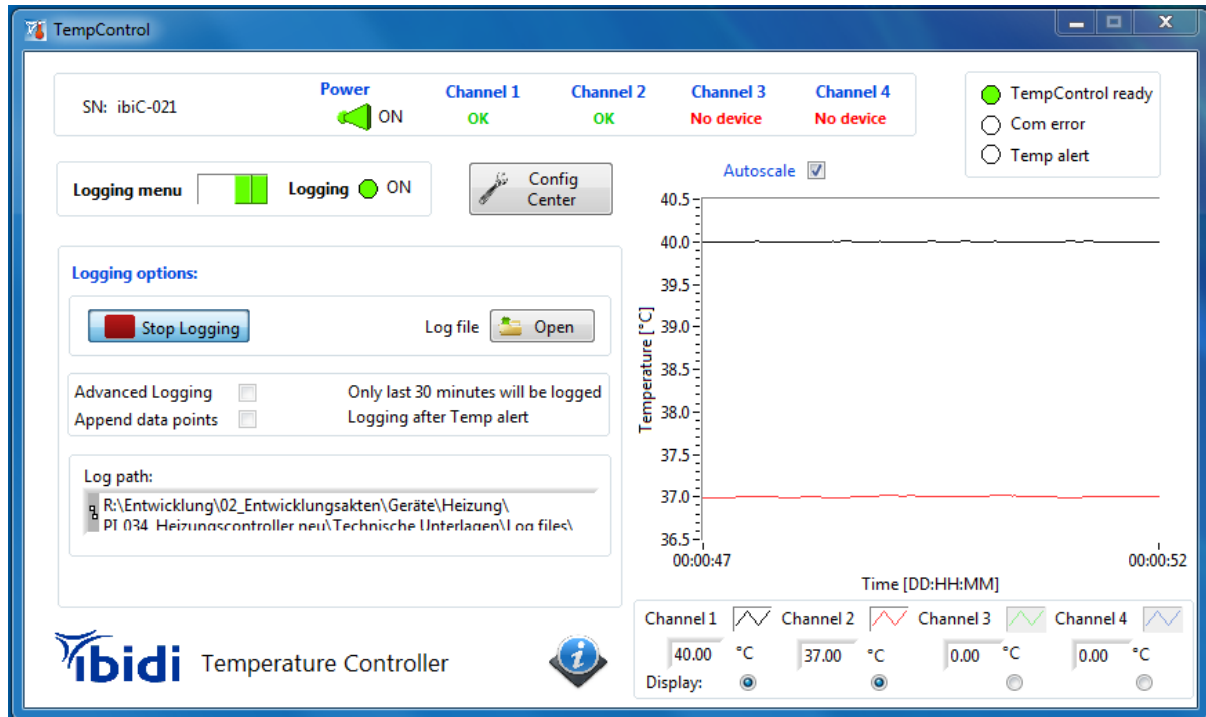 TempControl
SN: ibiC-021
Power
ON
Channel 1
OK
Channel 2
OK
Channel 3
No device
Channel 4
No device
TempControl ready
Com error
Temp alert
Logging menu
Logging
ON
Config
Center
Autoscale
Logging options:
Stop Logging
Log file
Open
Advanced Logging
Only last 30 minutes will be logged
Append data points
Logging after Temp alert
Log path:
R:\Entwicklung\02_Entwicklungsakten\Geräte\Heizung\
PI 034_Heizungscontroller neu\Technische Unterlagen\Log files\
Temperature [°C]
40.5
40.0
39.5
39.0
38.5
38.0
37.5
37.0
36.5
00:00:47
00:00:52
Time [DD:HH:MM]
Channel 1
Channel 2
Channel 3
Channel 4
40.00 °C
37.00 °C
0.00 °C
0.00 °C
Display:
ibidi
Temperature Controller
i